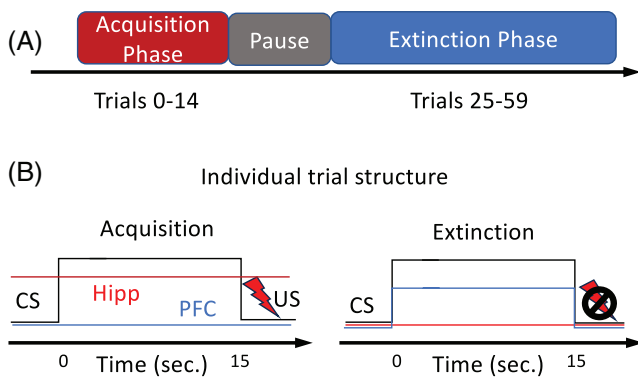 (A)
Acquisition
Phase
Pause
Extinction Phase
Trials 0-14
Trials 25-59
(B)
Individual trial structure
Acquisition
Extinction
CS
Hipp
PFC
US
CS
0
Time (sec.)
15
0
Time (sec.)
15